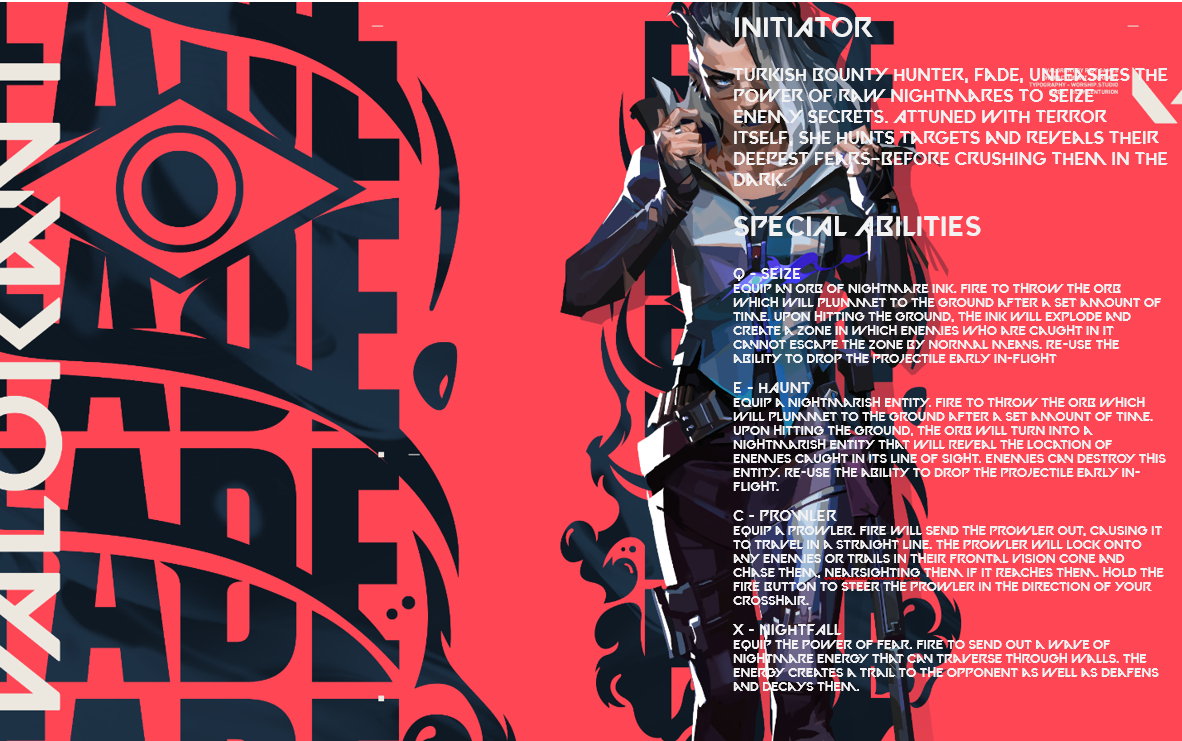 VALORANT
FADE
FADE
FADE
FADE
INITIATOR
TURKISH BOUNTY HUNTER, FADE, UNLEASHES THE
POWER OF RAW NIGHTMARES TO SEIZE
ENEMY SECRETS. ATTUNED WITH TERROR
ITSELF, SHE HUNTS TARGETS AND REVEALS THEIR
DEEPEST FEARS-BEFORE CRUSHING THEM IN THE
DARK.
TYPOGRAPHY - WORSHIP.STUDIO
SPECIAL ABILITIES
Q - SEIZE
EQUIP AN ORB OF NIGHTMARE INK. FIRE TO THROW THE ORB
WHICH WILL PLUMMET TO THE GROUND AFTER A SET AMOUNT OF
TIME. UPON HITTING THE GROUND, THE INK WILL EXPLODE AND
CREATE A ZONE IN WHICH ENEMIES WHO ARE CAUGHT IN IT
CANNOT ESCAPE THE ZONE BY NORMAL MEANS. RE-USE THE
ABILITY TO DROP THE PROJECTILE EARLY IN-FLIGHT
E - HAUNT
EQUIP A NIGHTMARISH ENTITY. FIRE TO THROW THE ORB WHICH
WILL PLUMMET TO THE GROUND AFTER A SET AMOUNT OF TIME.
UPON HITTING THE GROUND, THE ORB WILL TURN INTO A
NIGHTMARISH ENTITY THAT WILL REVEAL THE LOCATION OF
ENEMIES CAUGHT IN ITS LINE OF SIGHT. ENEMIES CAN DESTROY THIS
ENTITY. RE-USE THE ABILITY TO DROP THE PROJECTILE EARLY IN-
FLIGHT.
C - PROWLER
EQUIP A PROWLER. FIRE WILL SEND THE PROWLER OUT, CAUSING IT
TO TRAVEL IN A STRAIGHT LINE. THE PROWLER WILL LOCK ONTO
ANY ENEMIES OR TRAILS IN THEIR FRONTAL VISION CONE AND
CHASE THEM, NEARSIGHTING THEM IF IT REACHES THEM. HOLD THE
FIRE BUTTON TO STEER THE PROWLER IN THE DIRECTION OF YOUR
CROSSHAIR.
X - NIGHTFALL
EQUIP THE POWER OF FEAR. FIRE TO SEND OUT A WAVE OF
NIGHTMARE ENERGY THAT CAN TRAVERSE THROUGH WALLS. THE
ENERGY CREATES A TRAIL TO THE OPPONENT AS WELL AS DEAFENS
AND DECAYS THEM.